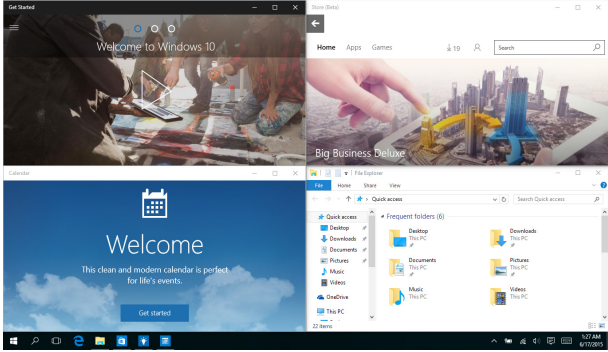 Get Started
Welcome to Windows 10
Store (Beta)
Home Apps Games
19
Search
Big Business Deluxe
Calendar
Welcome
This clean and modern calendar is perfect
for life's events.
Get started
File Explorer
File Home Share View
Quick access
Search Quick access
Quick access
Desktop
Downloads
Documents
Pictures
Music
Videos
OneDrive
This PC
Frequent folders (6)
Desktop
This PC
Downloads
This PC
Documents
This PC
Pictures
This PC
Music
This PC
Videos
This PC
22 items
1:27 AM
6/17/2015